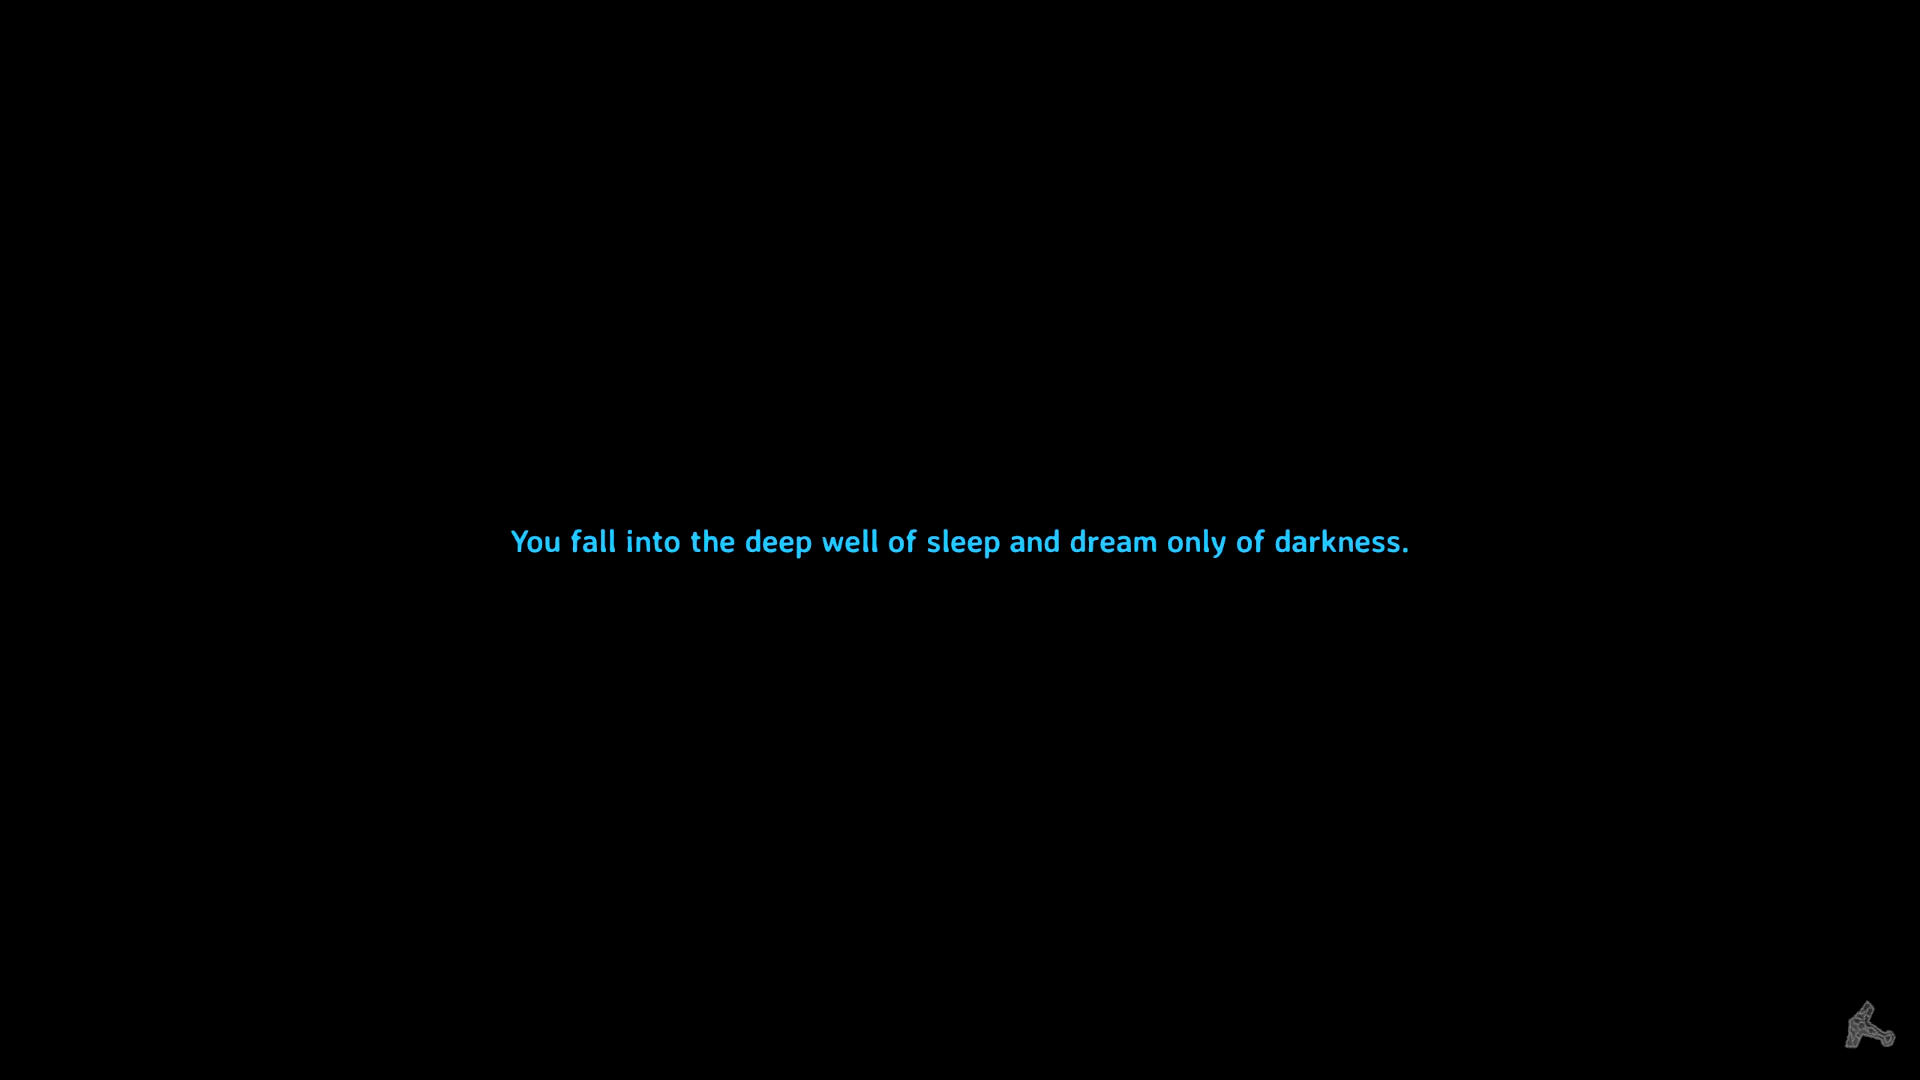 You fall into the deep well of sleep and dream only of darkness.